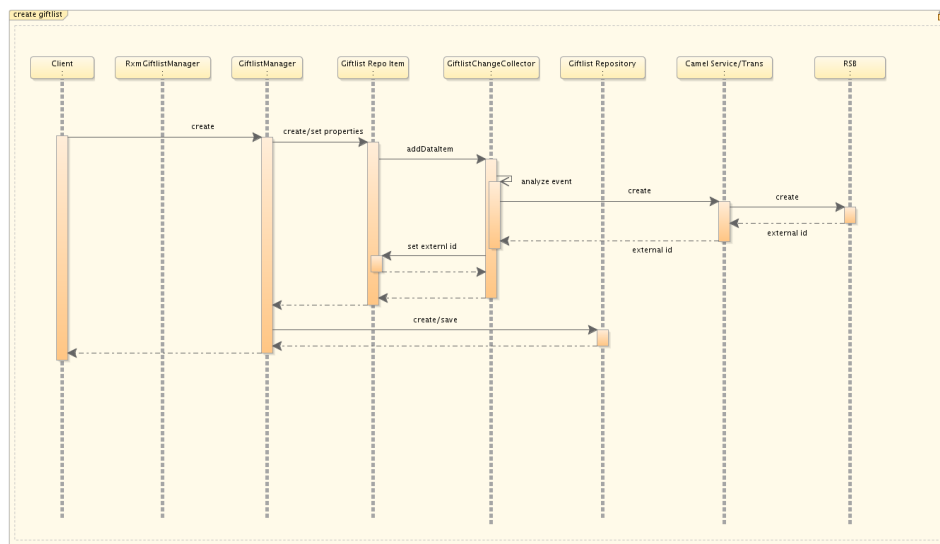 create giftlist
Client
RxmGiftlistManager
GiftlistManager
Giftlist Repo Item
GiftlistChangeCollector
Giftlist Repository
Camel Service/Trans
RSB
create
create/set properties
addDataItem
analyze event
create
create
external id
external id
set externl id
create/save